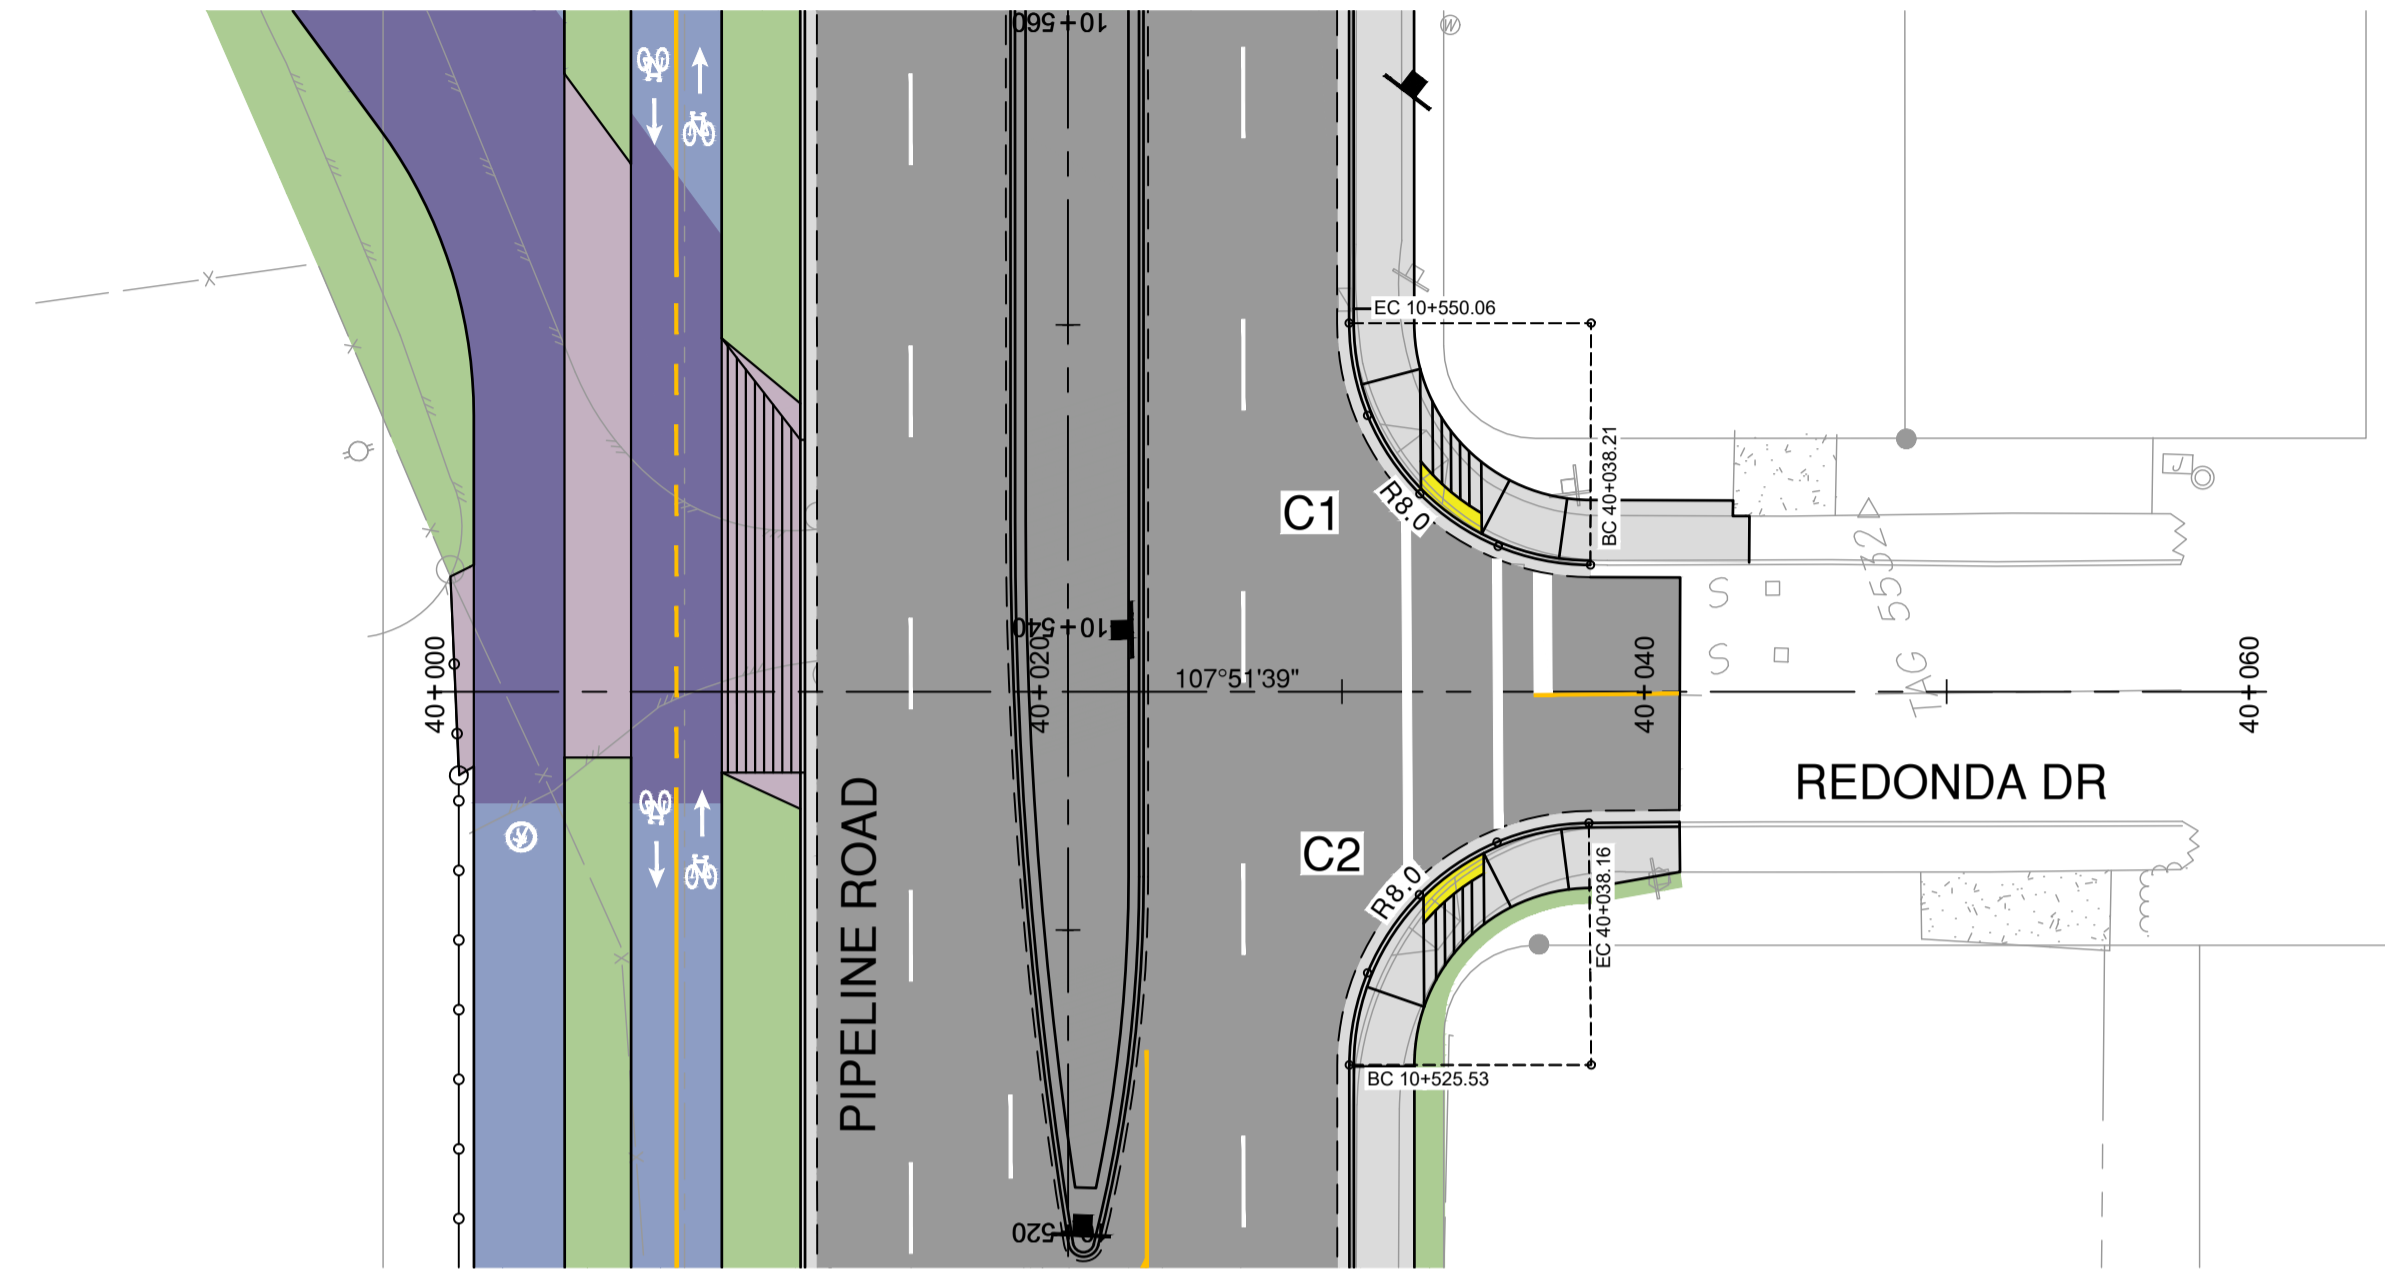 10+560
W
EC 10+550.06
BC 40+038.21
C1
R8.0
J
TAG 5532
S
S
10+540
40+000
40+020
107°51'39"
40+040
40+060
REDONDA DR
PIPELINE ROAD
C2
R8.0
EC 40+038.16
BC 10+525.53
520